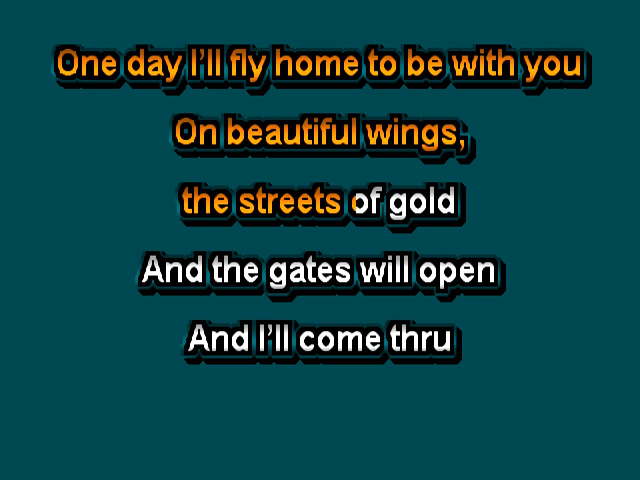 One day I’ll fly home to be with you
On beautiful wings,
the streets of gold
And the gates will open
And I’ll come thru